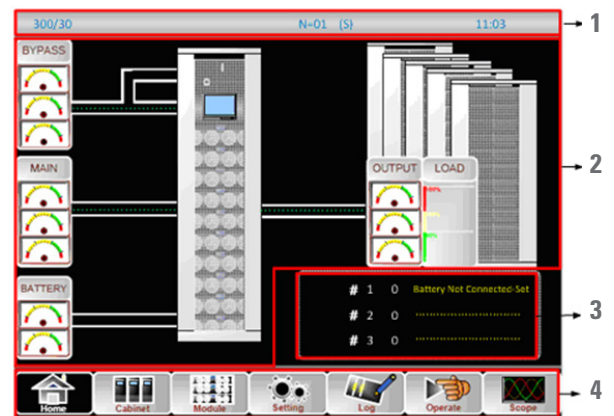 300/30 N=01 (S) 11:03 1
BYPASS
MAIN
OUTPUT LOAD 2
BATTERY
# 1 0 Battery Not Connected-Set
# 2 0
# 3 0
3
Home Cabinet Module Setting Log Operate Scope 4